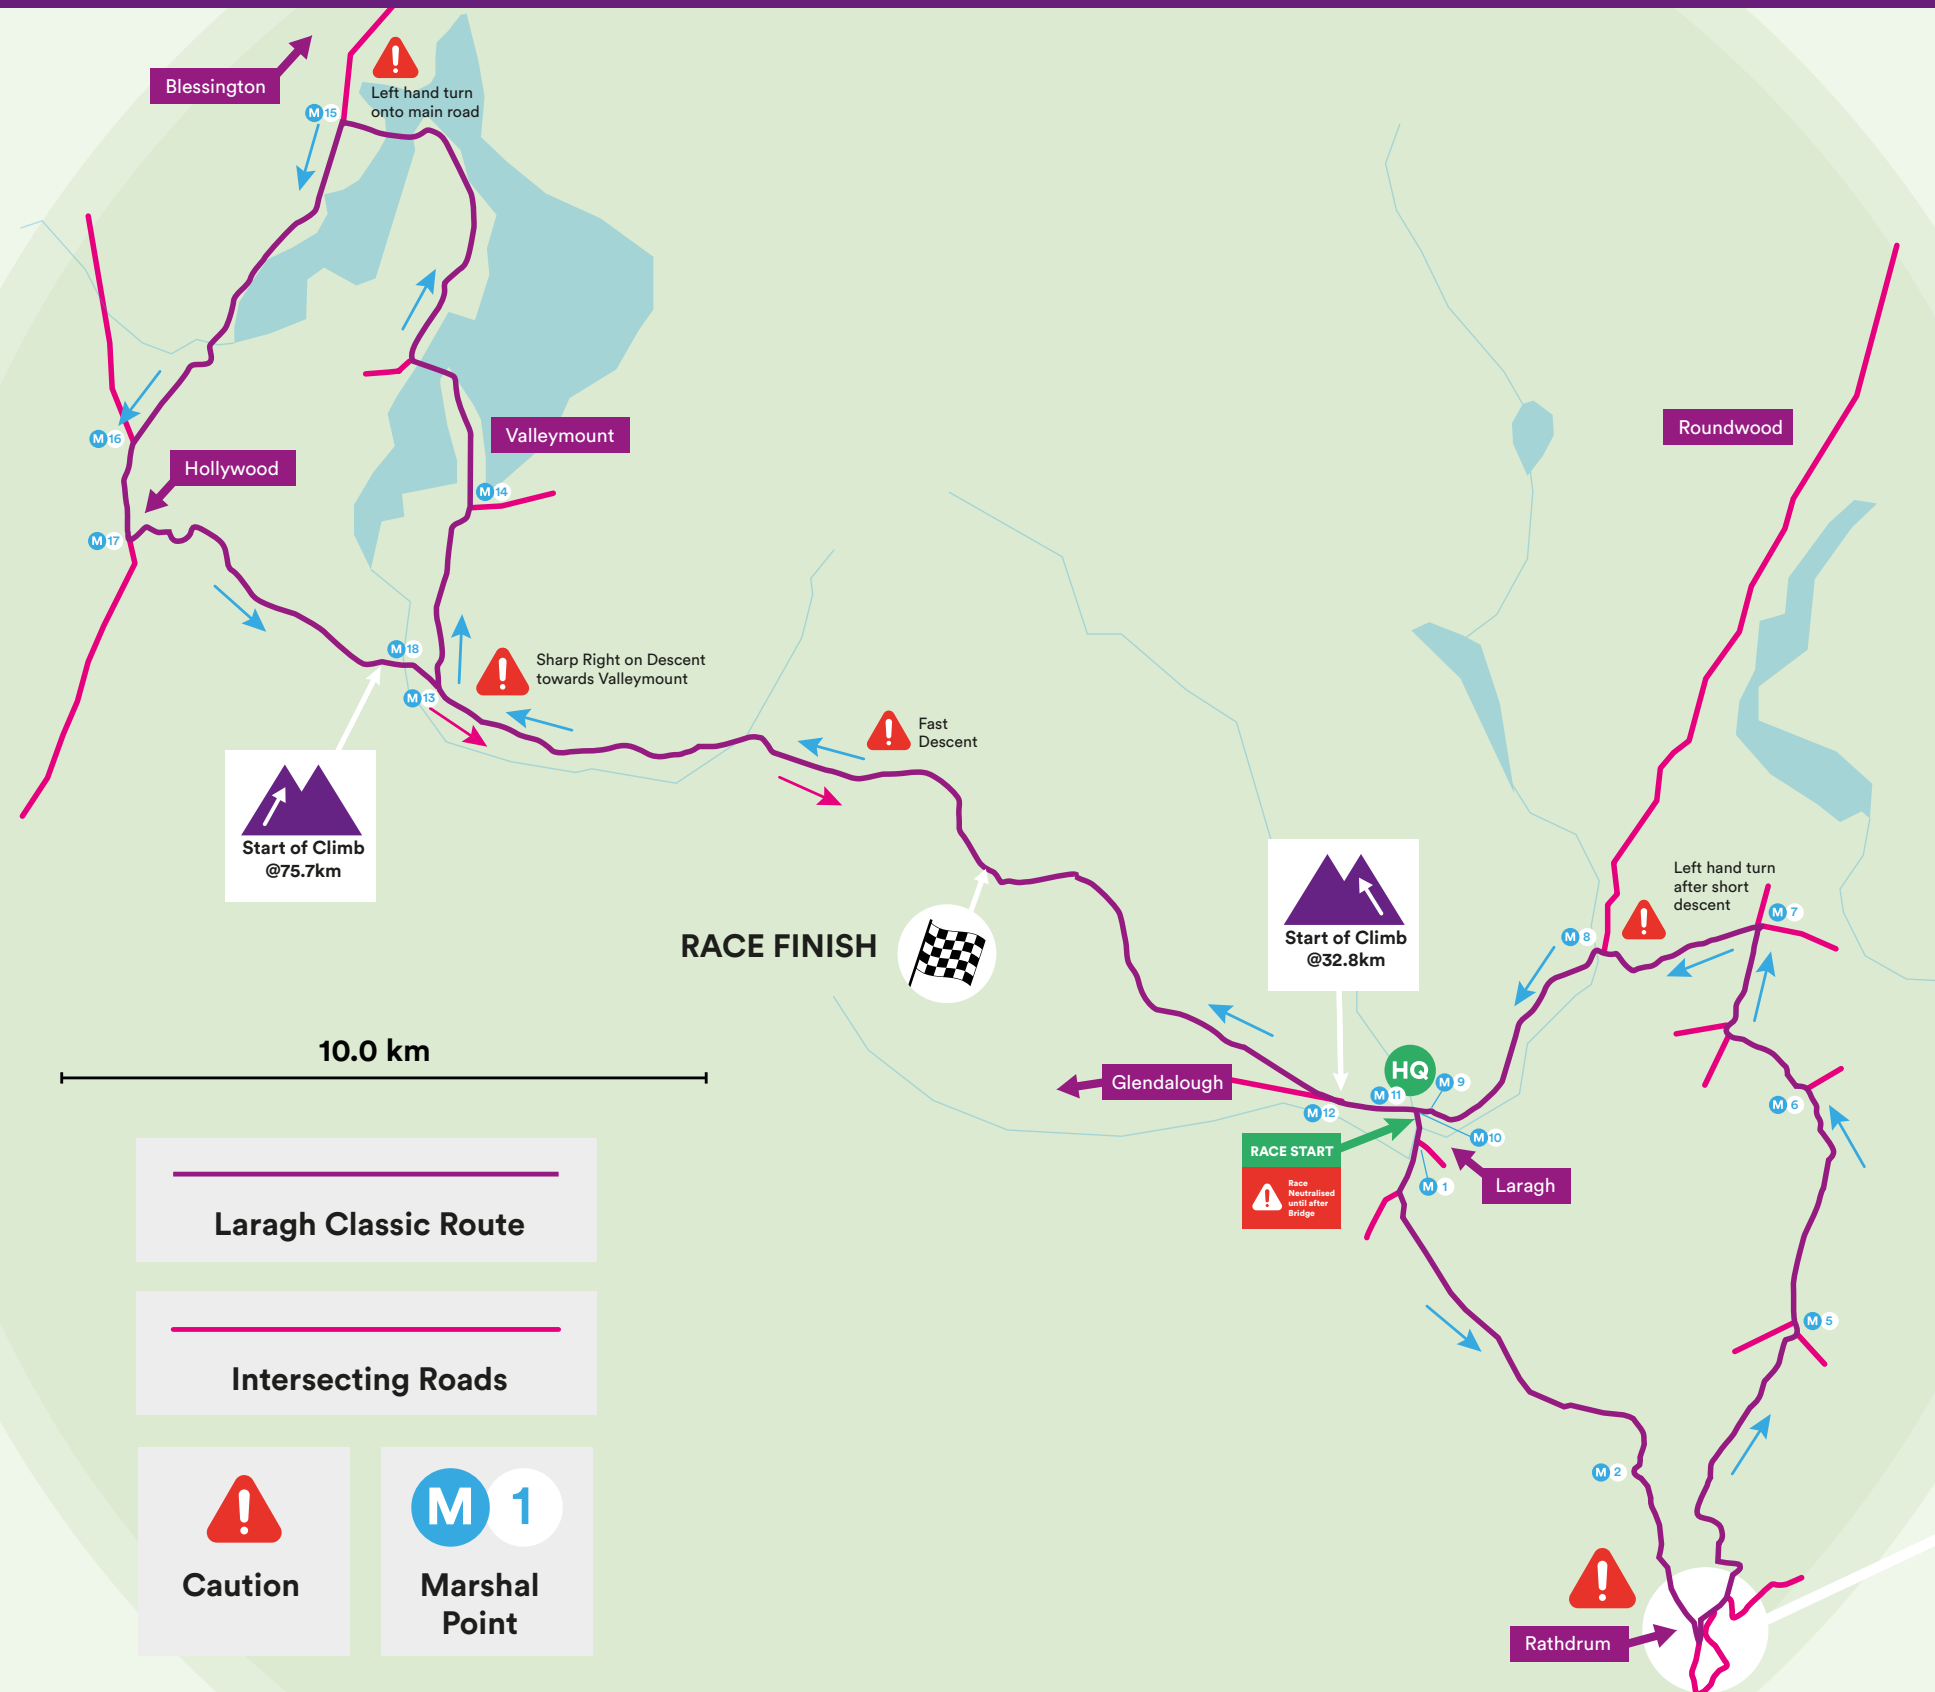 Blessington
Left hand turn
onto main road
M 15
M 16
Hollywood
M 17
Valleymount
M 14
Roundwood
M 18
M 13
Sharp Right on Descent
towards Valleymount
Fast
Descent
Start of Climb
@75.7km
RACE FINISH
Start of Climb
@32.8km
Left hand turn
after short
descent
M 7
M 8
10.0 km
Glendalough
HQ
M 9
M 11
M 12
M 10
M 6
RACE START
Race
Neutralised
until after
Bridge
M 1
Laragh
Laragh Classic Route
M 5
Intersecting Roads
M 2
Caution
M 1
Marshal
Point
Rathdrum